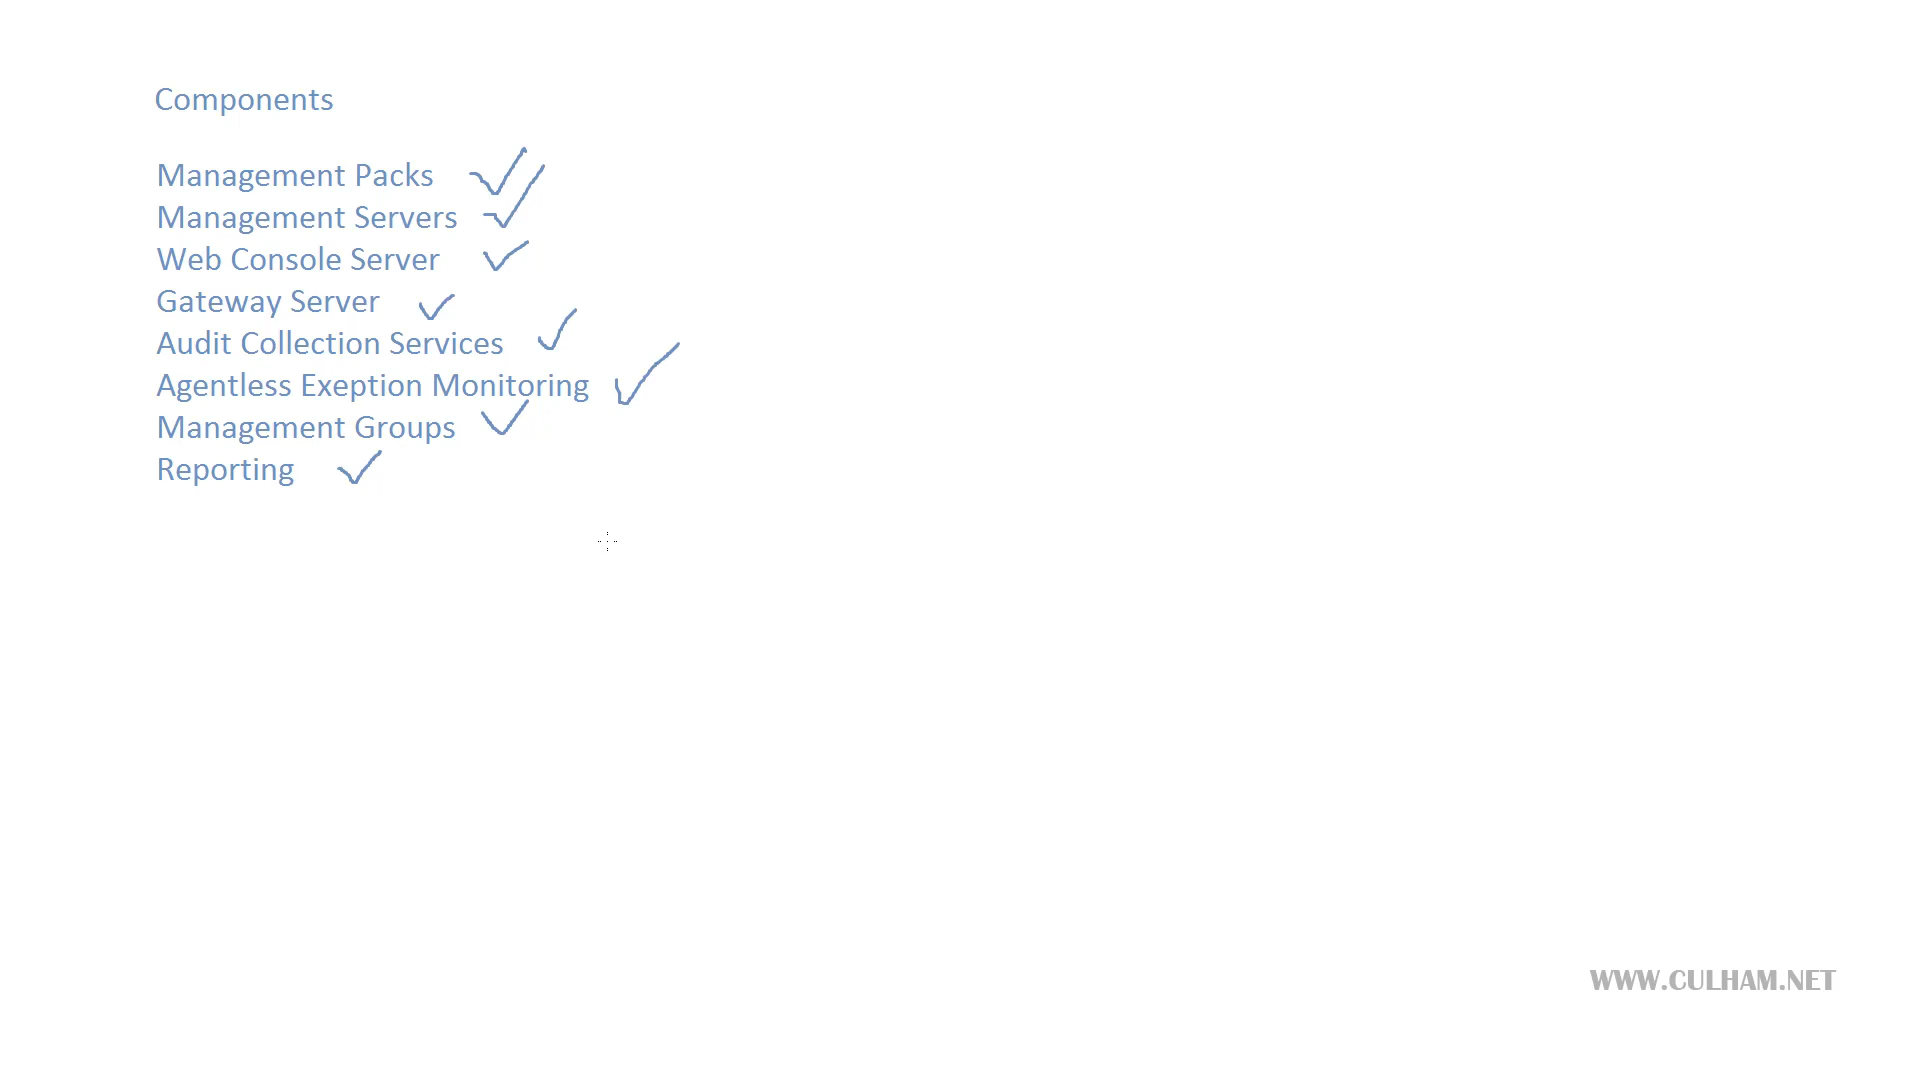 Components
Management Packs
Management Servers
Web Console Server
Gateway Server
Audit Collection Services
Agentless Exeption Monitoring
Management Groups
Reporting
WWW.CULHAM.NET